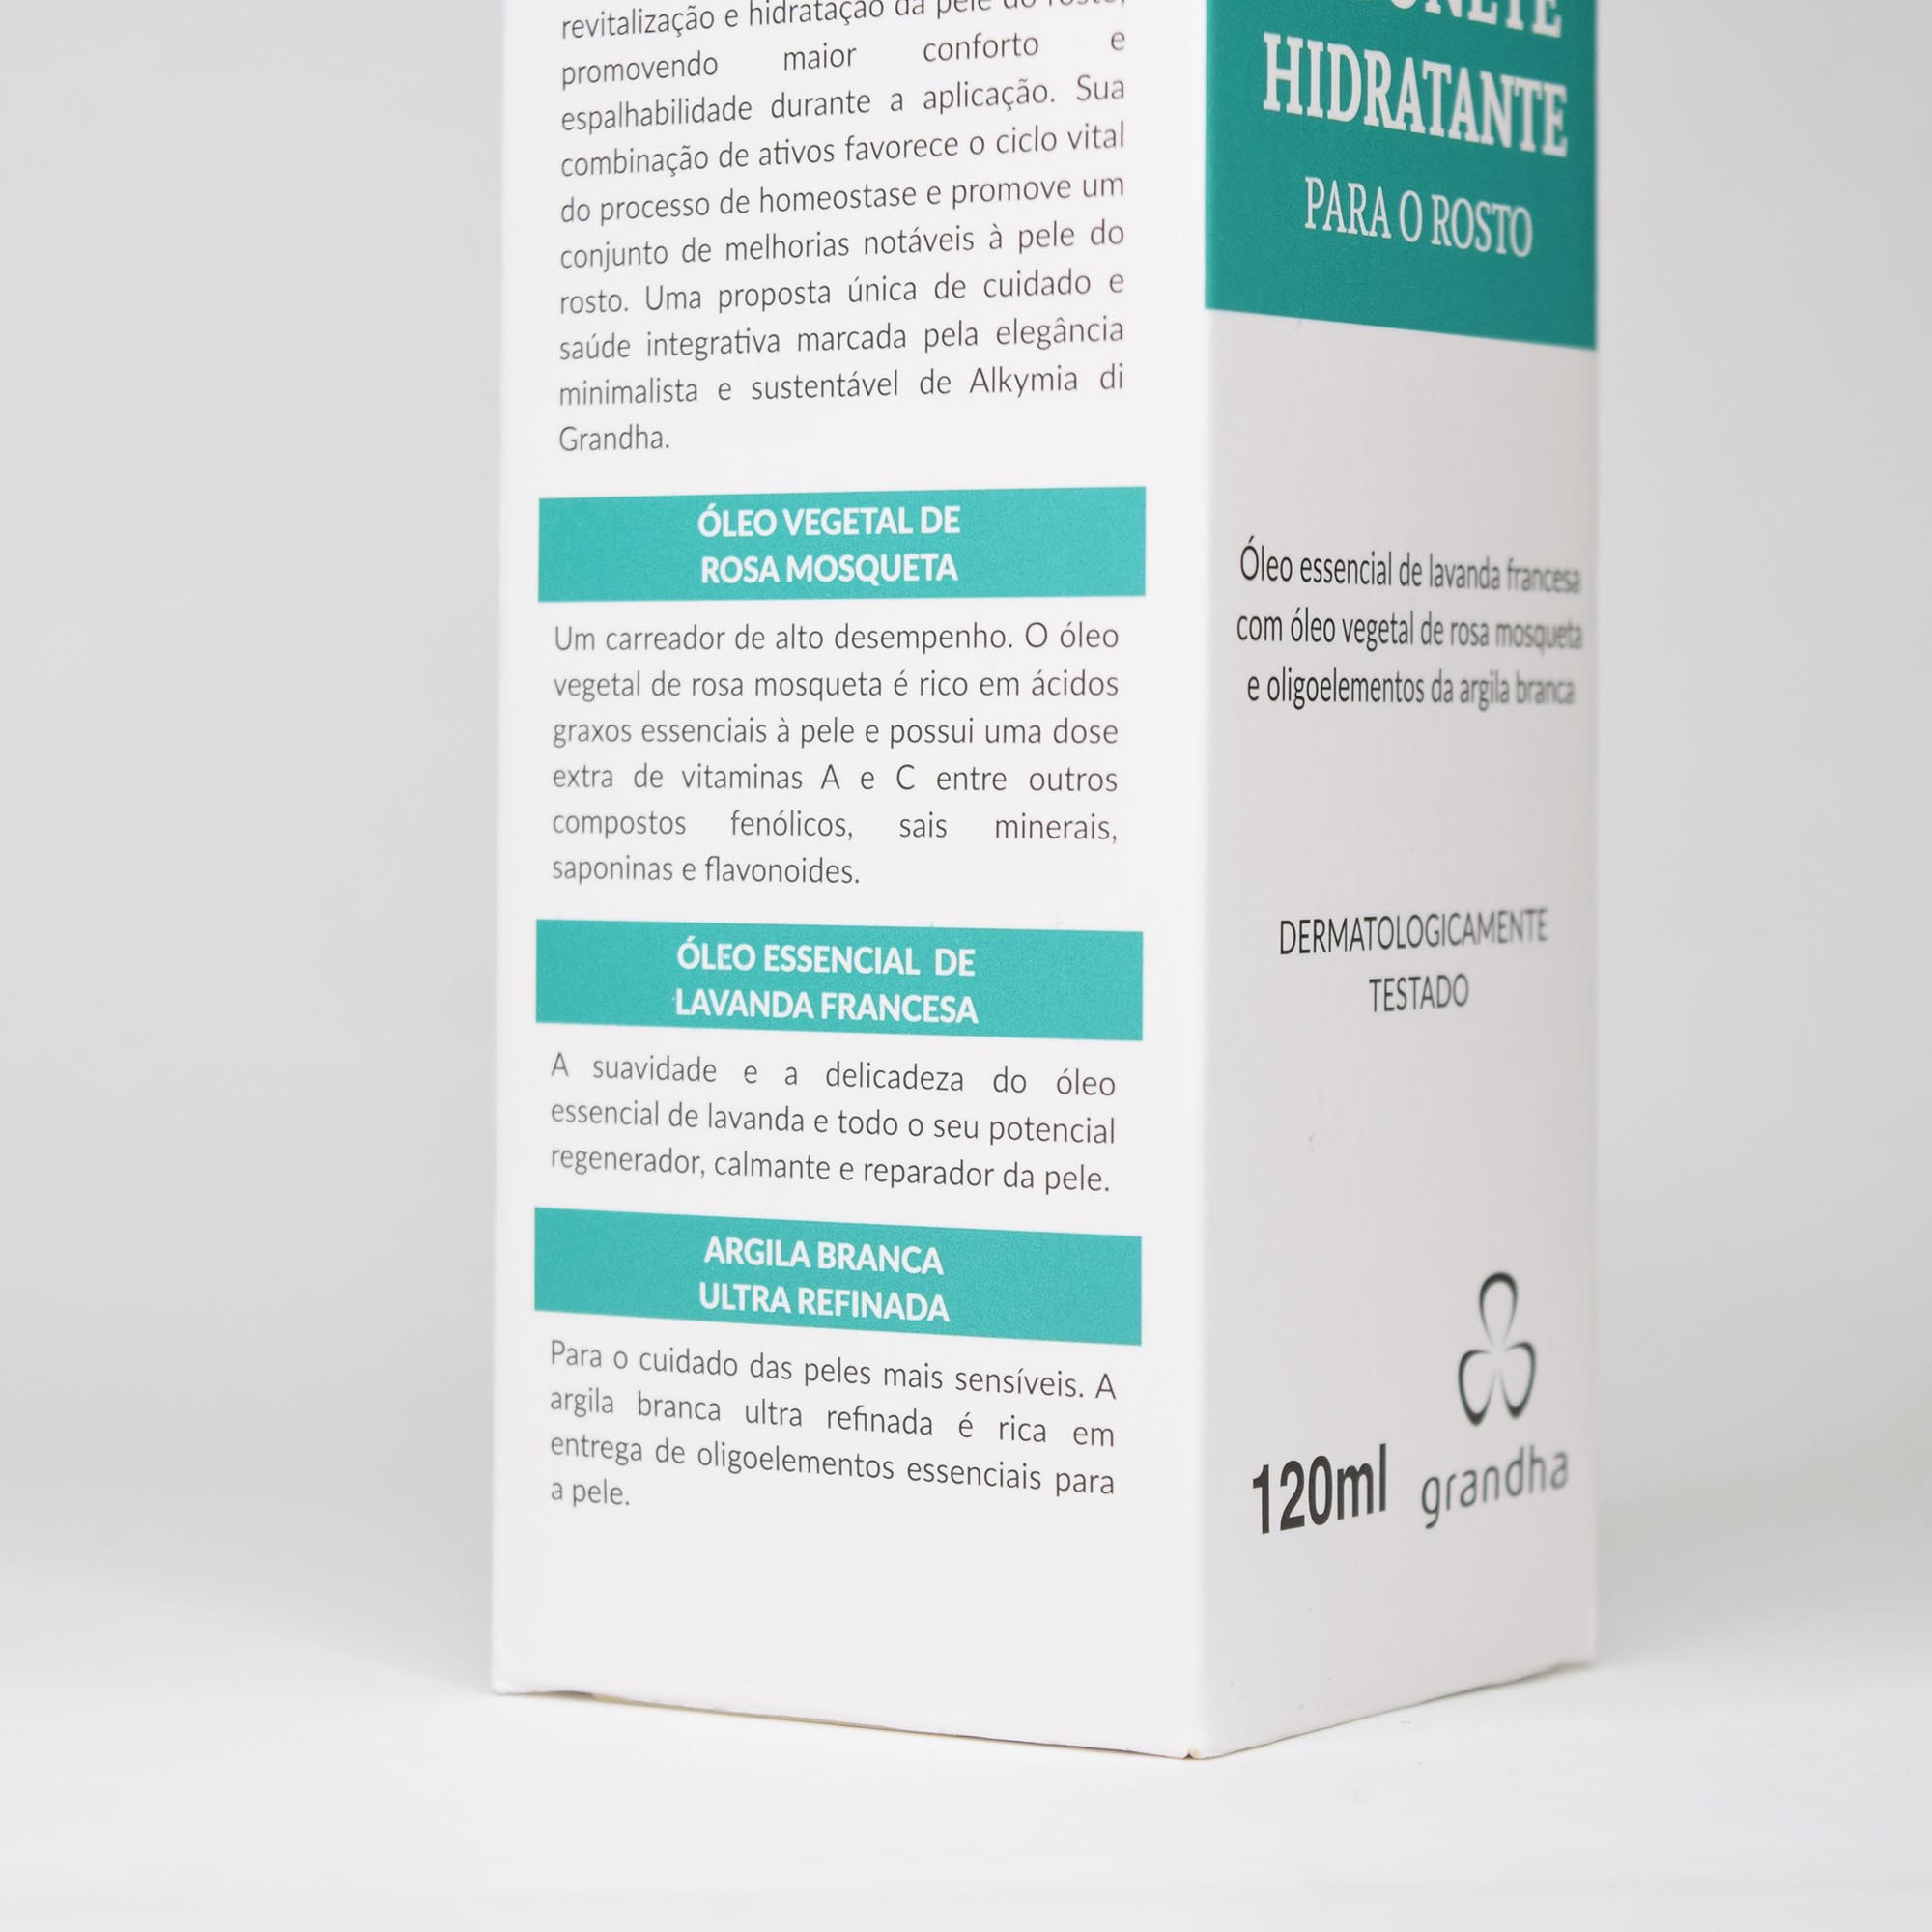 revitalização e hidratação da pele do rosto,
promovendo maior conforto e
espalhabilidade durante a aplicação. Sua
combinação de ativos favorece o ciclo vital
do processo de homeostase e promove um
conjunto de melhorias notáveis à pele do
rosto. Uma proposta única de cuidado e
saúde integrativa marcada pela elegância
minimalista e sustentável de Alkymia di
Grandha.
ÓLEO VEGETAL DE
ROSA MOSQUETA
Um carreador de alto desempenho. O óleo
vegetal de rosa mosqueta é rico em ácidos
graxos essenciais à pele e possui uma dose
extra de vitaminas A e C entre outros
compostos fenólicos, sais minerais,
saponinas e flavonoides.
ÓLEO ESSENCIAL DE
LAVANDA FRANCESA
A suavidade e a delicadeza do óleo
essencial de lavanda e todo o seu potencial
regenerador, calmante e reparador da pele.
ARGILA BRANCA
ULTRA REFINADA
Para o cuidado das peles mais sensíveis. A
argila branca ultra refinada é rica em
entrega de oligoelementos essenciais para
a pele.
HIDRATANTE
PARA O ROSTO
Óleo essencial de lavanda francesa
com óleo vegetal de rosa mosqueta
e oligoelementos da argila branca
DERMATOLOGICAMENTE
TESTADO
120ml
grandha